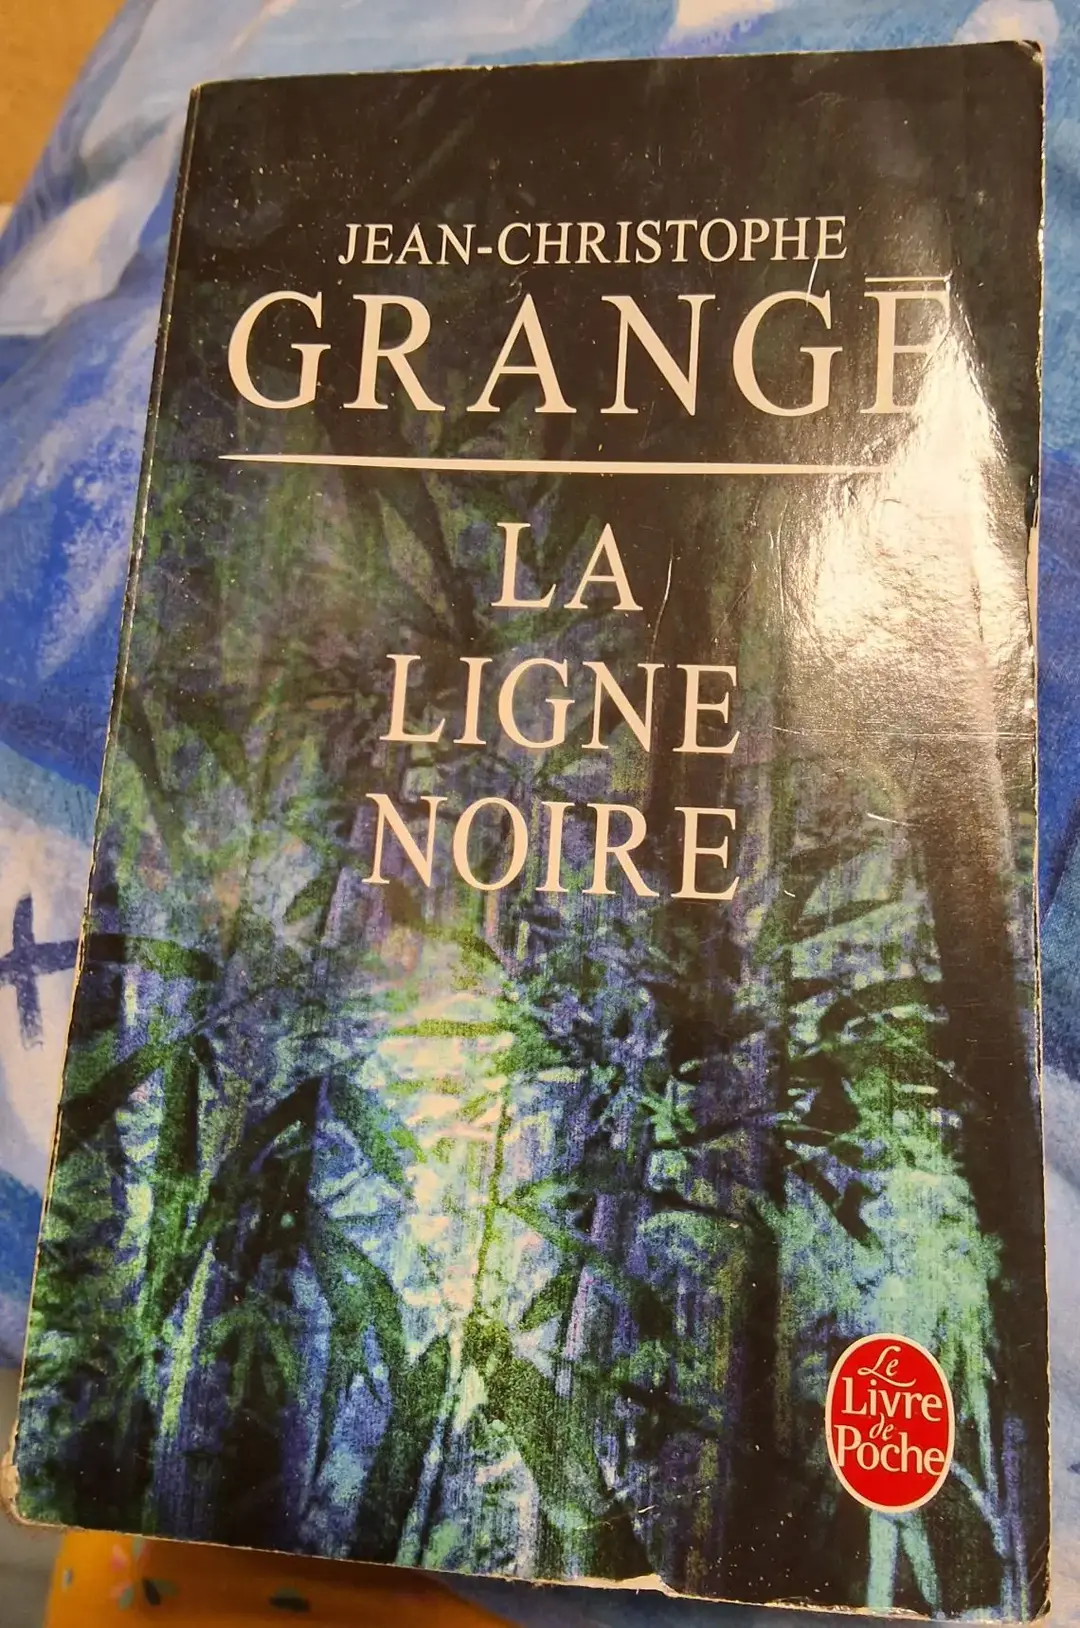 JEAN-CHRISTOPHE
GRANGÉ
LA
LIGNE
NOIRE
Le
Livre
de
Poche